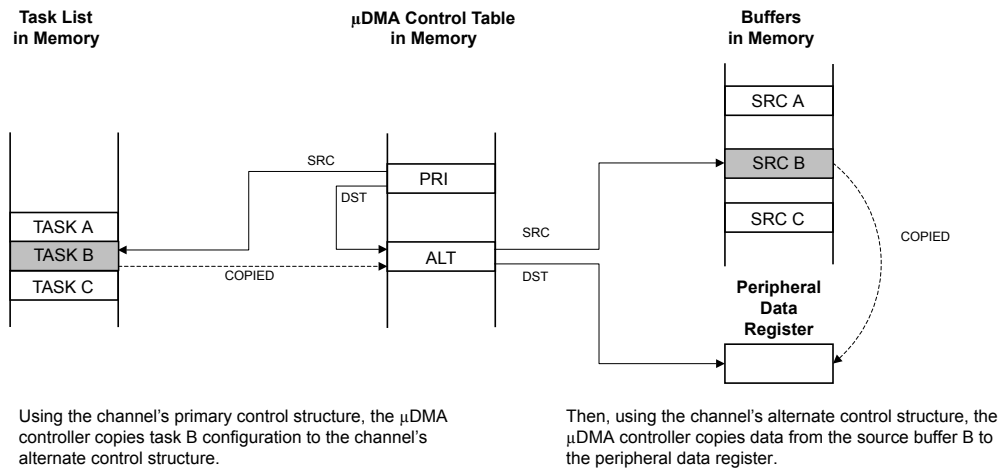 Task List
in Memory
μDMA Control Table
in Memory
Buffers
in Memory
SRC A
SRC B
SRC C
SRC
PRI
DST
TASK A
TASK B
TASK C
ALT
SRC
DST
COPIED
COPIED
Peripheral
Data
Register
Using the channel's primary control structure, the μDMA
controller copies task B configuration to the channel's
alternate control structure.
Then, using the channel's alternate control structure, the
μDMA controller copies data from the source buffer B to
the peripheral data register.